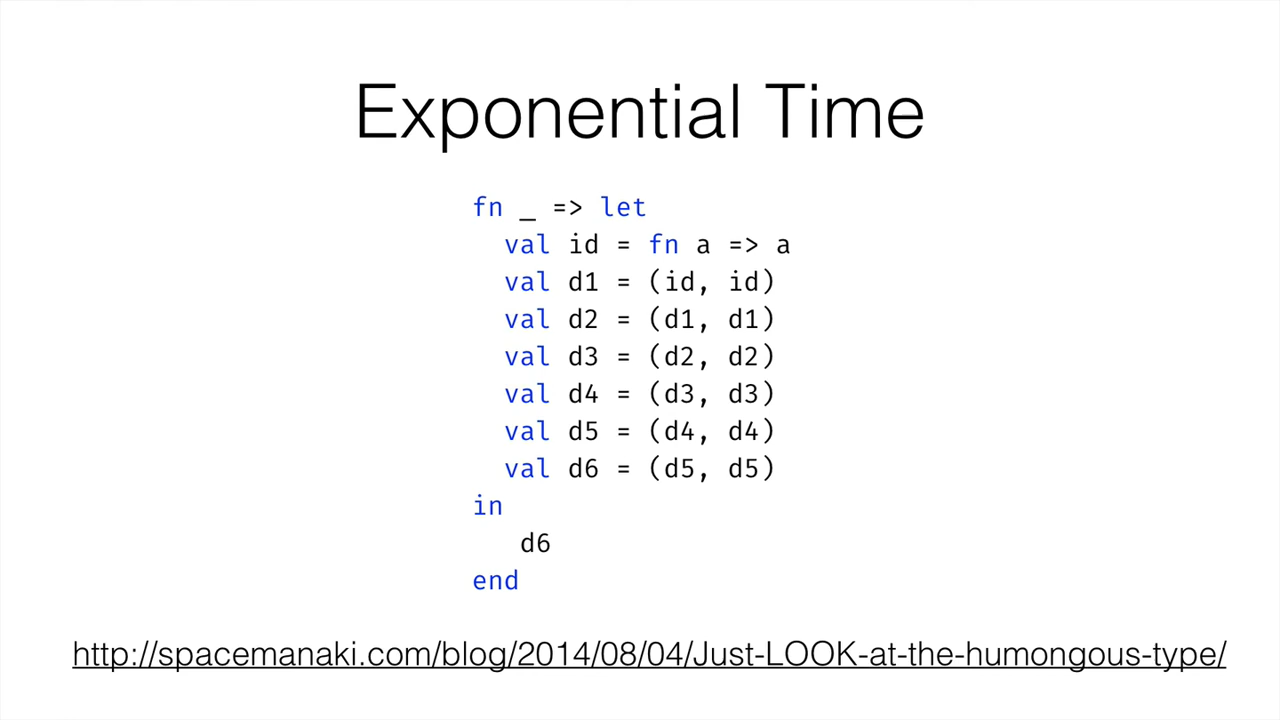 Exponential Time
fn _ => let
  val id = fn a => a
  val d1 = (id, id)
  val d2 = (d1, d1)
  val d3 = (d2, d2)
  val d4 = (d3, d3)
  val d5 = (d4, d4)
  val d6 = (d5, d5)
in
   d6
end
http://spacemanaki.com/blog/2014/08/04/Just-LOOK-at-the-humongous-type/